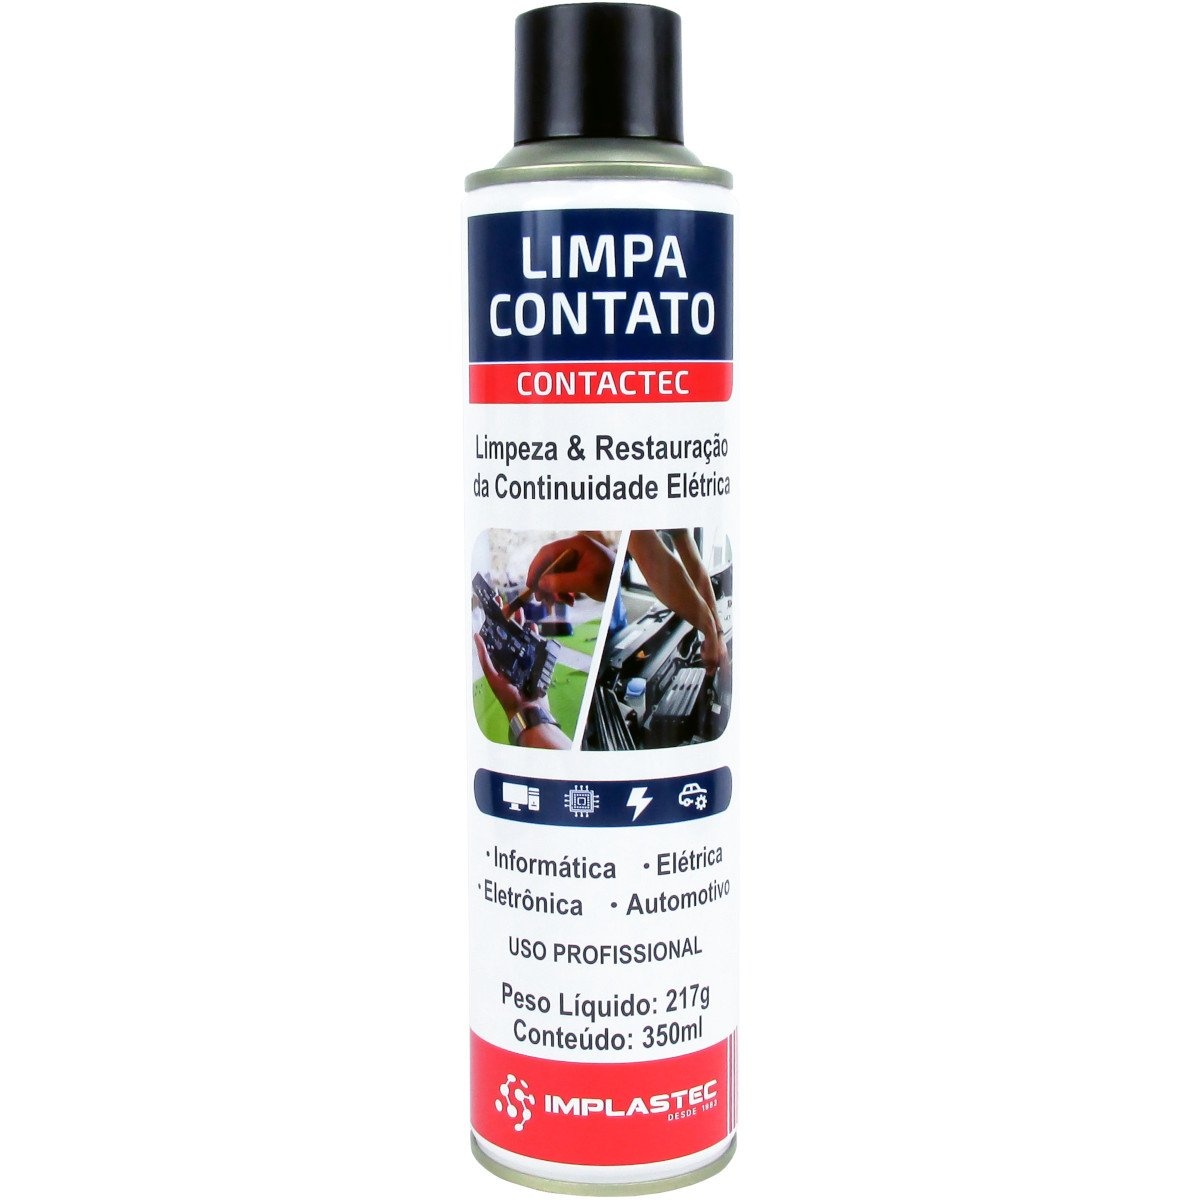 LIMPA
CONTATO
CONTACTEC
Limpeza & Restauração
da Continuidade Elétrica
• Informática • Elétrica
• Eletrônica • Automotivo
USO PROFISSIONAL
Peso Líquido: 217g
Conteúdo: 350ml
IMPLASTEC
DESDE 1983